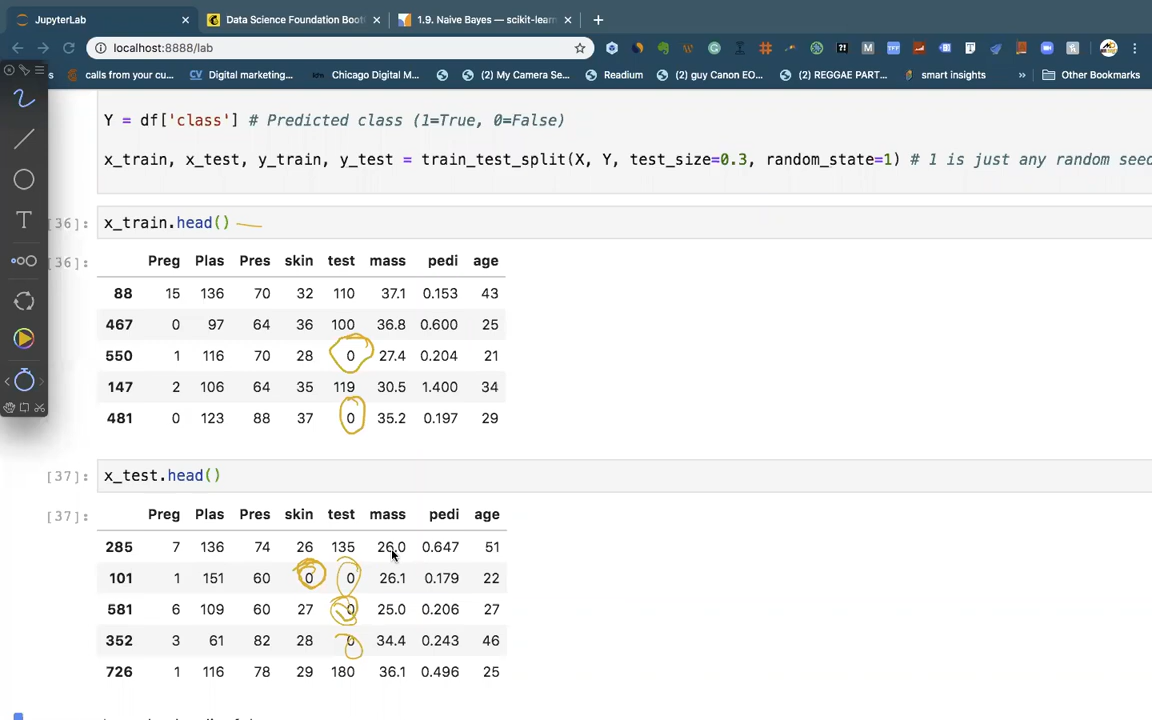 JupyterLab × Data Science Foundation Boot × 1.9. Naive Bayes — scikit-lear × +
localhost:8888/lab
calls from your cu... CV Digital marketing... Chicago Digital M... (2) My Camera Se... Readium (2) guy Canon EO... (2) REGGAE PART... smart insights » Other Bookmarks
Y = df['class'] # Predicted class (1=True, 0=False)
x_train, x_test, y_train, y_test = train_test_split(X, Y, test_size=0.3, random_state=1) # 1 is just any random seed
[36]: x_train.head()
[36]: Preg Plas Pres skin test mass pedi age
88 15 136 70 32 110 37.1 0.153 43
467 0 97 64 36 100 36.8 0.600 25
550 1 116 70 28 0 27.4 0.204 21
147 2 106 64 35 119 30.5 1.400 34
481 0 123 88 37 0 35.2 0.197 29
[37]: x_test.head()
[37]: Preg Plas Pres skin test mass pedi age
285 7 136 74 26 135 26.0 0.647 51
101 1 151 60 0 0 26.1 0.179 22
581 6 109 60 27 0 25.0 0.206 27
352 3 61 82 28 0 34.4 0.243 46
726 1 116 78 29 180 36.1 0.496 25